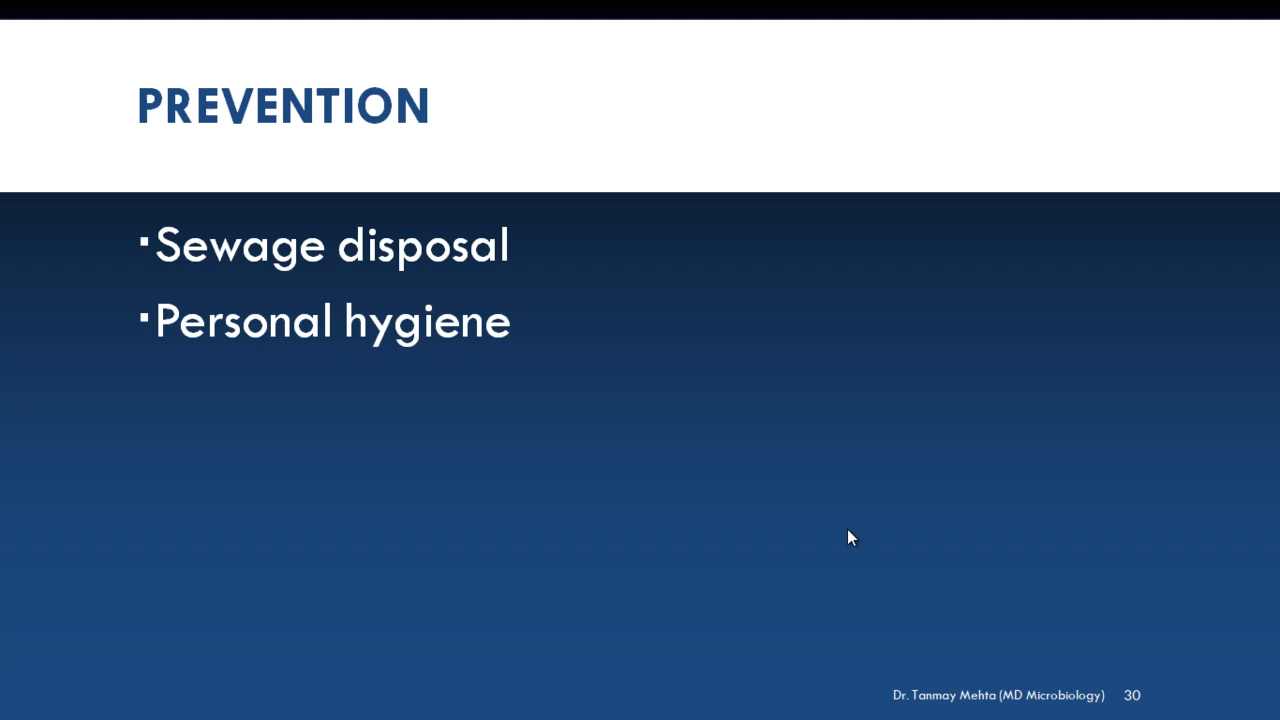 PREVENTION
▪Sewage disposal
▪Personal hygiene
Dr. Tanmay Mehta (MD Microbiology) 30